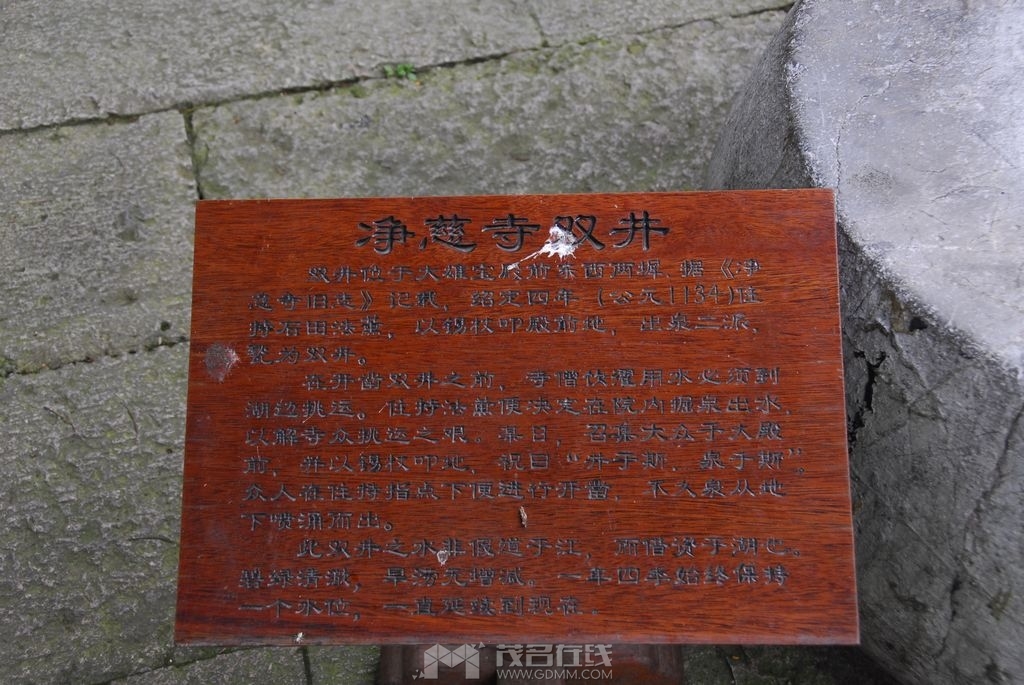 净慈寺双井
双井位于大雄宝殿前东西两墀，据《净
慈寺旧志》记载，绍定四年（公元1134）住
持石田法薰，以锡杖叩殿前地，出泉二派，
甃为双井。
在开凿双井之前，寺僧饮濯用水必须到
湖边挑运。住持法薰便决定在院内掘泉出水，
以解寺众挑运之艰。某日，召集大众于大殿
前，并以锡杖叩地，祝曰“井于斯，泉于斯”。
众人在住持指点下便进行开凿，不久泉从地
下喷涌而出。
此双井之水非假道于江，而借资于湖也。
碧绿清澈，旱涝无增减。一年四季始终保持
一个水位，一直延续到现在。
茂名在线
WWW.GDMM.COM